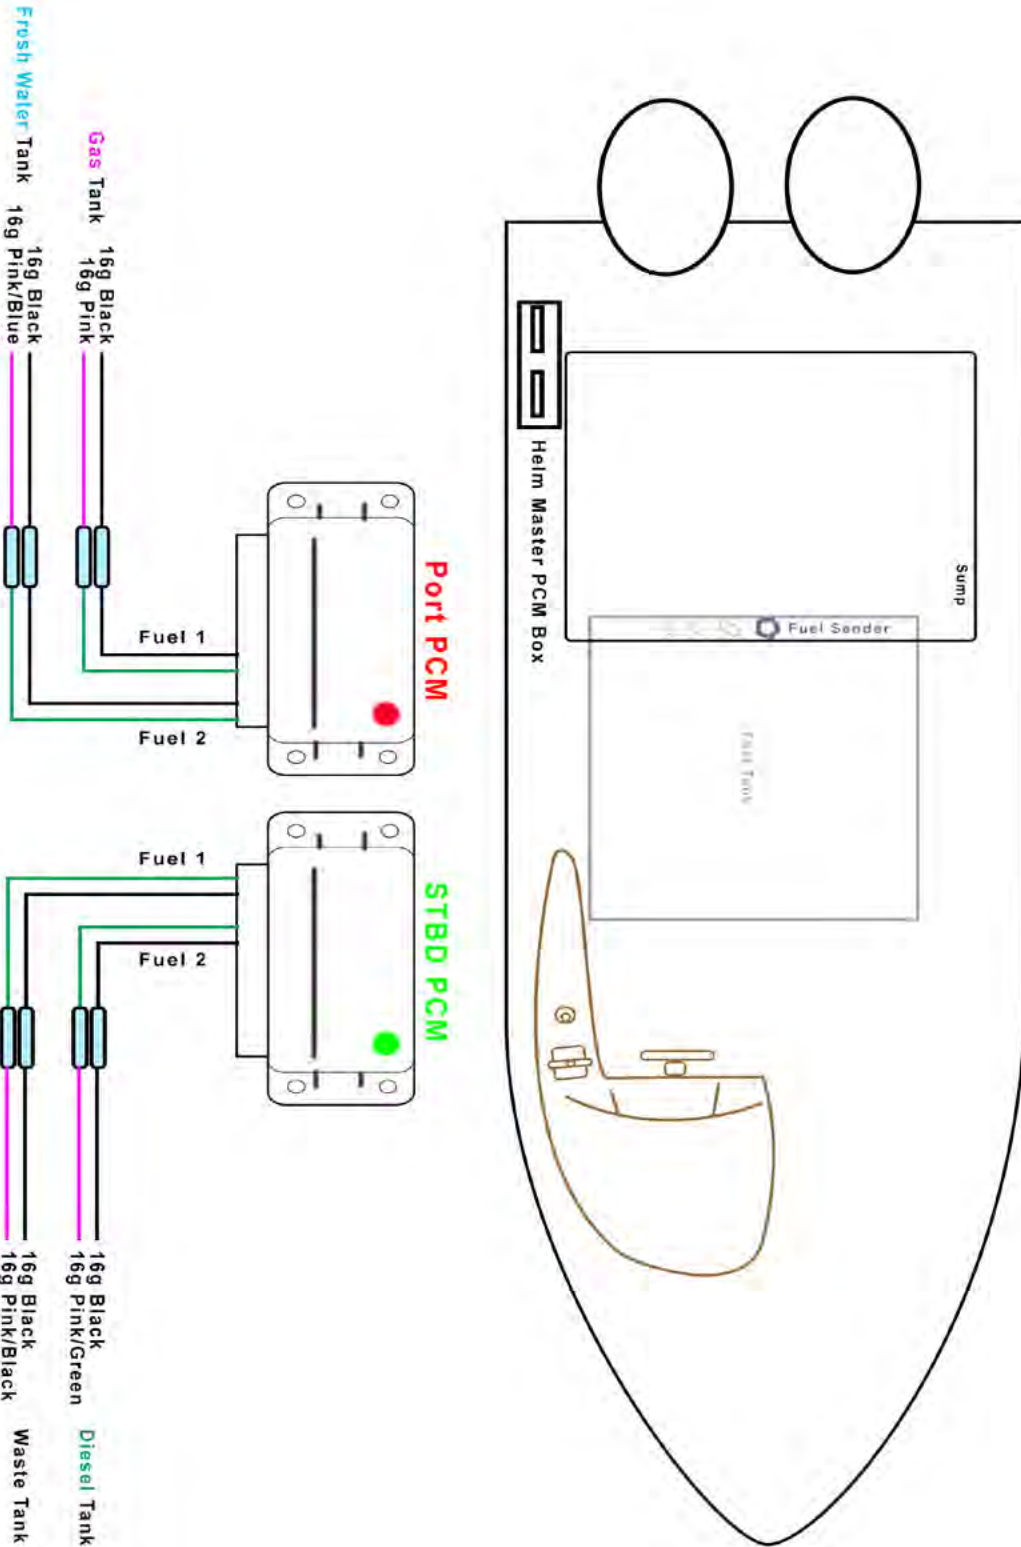 Fresh Water Tank
16g Black
16g Pink/Blue
Gas Tank
16g Black
16g Pink
Fuel 1
Fuel 2
Port PCM
Fuel 1
Fuel 2
STBD PCM
16g Black
16g Pink/Green
Diesel Tank
16g Black
16g Pink/Black
Waste Tank
Helm Master PCM Box
Sump
Fuel Sender
Fuel Tank